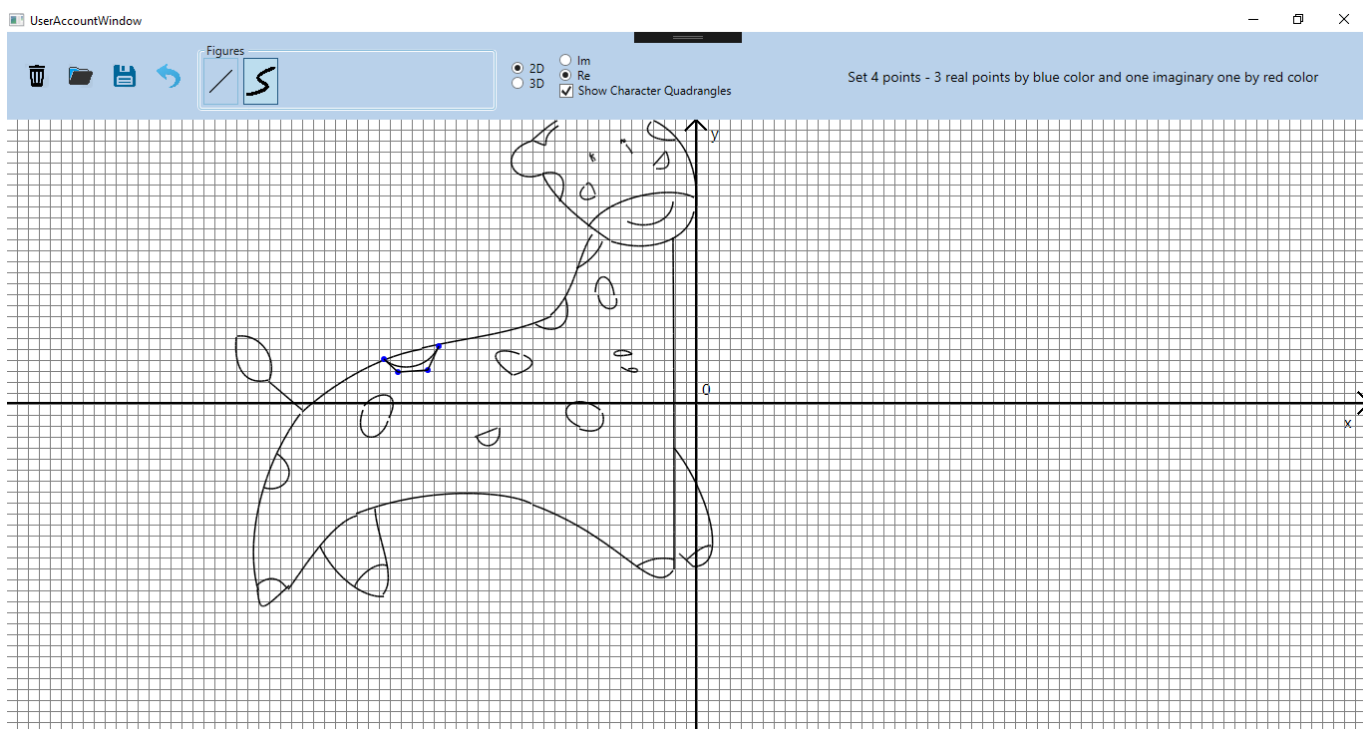 UserAccountWindow
Figures
2D
3D
Im
Re
Show Character Quadrangles
Set 4 points - 3 real points by blue color and one imaginary one by red color
y
0
x